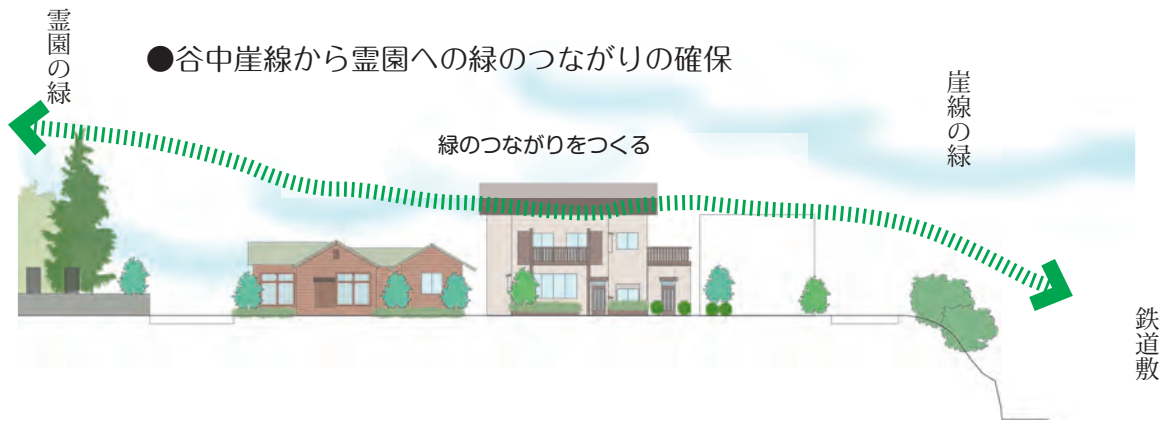 霊園の緑
●谷中崖線から霊園への緑のつながりの確保
緑のつながりをつくる
崖線の緑
鉄道敷